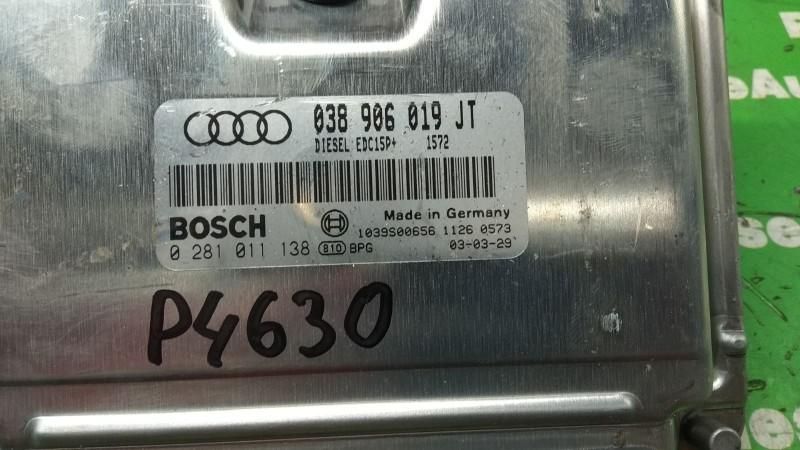 038 906 019 JT
DIESEL EDC15P+ 1572
BOSCH
Made in Germany
1039S00656 1126 0573
0 281 011 138 810 BPG 03-03-29
P4630